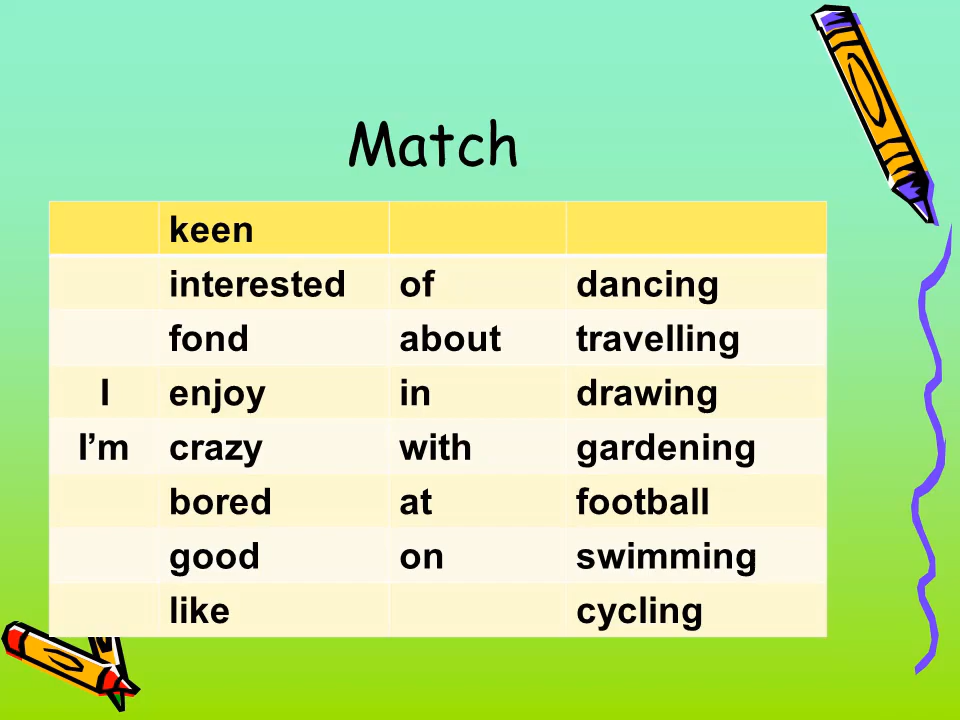 Match
keen
interested of dancing
fond about travelling
I enjoy in drawing
I’m crazy with gardening
bored at football
good on swimming
like cycling